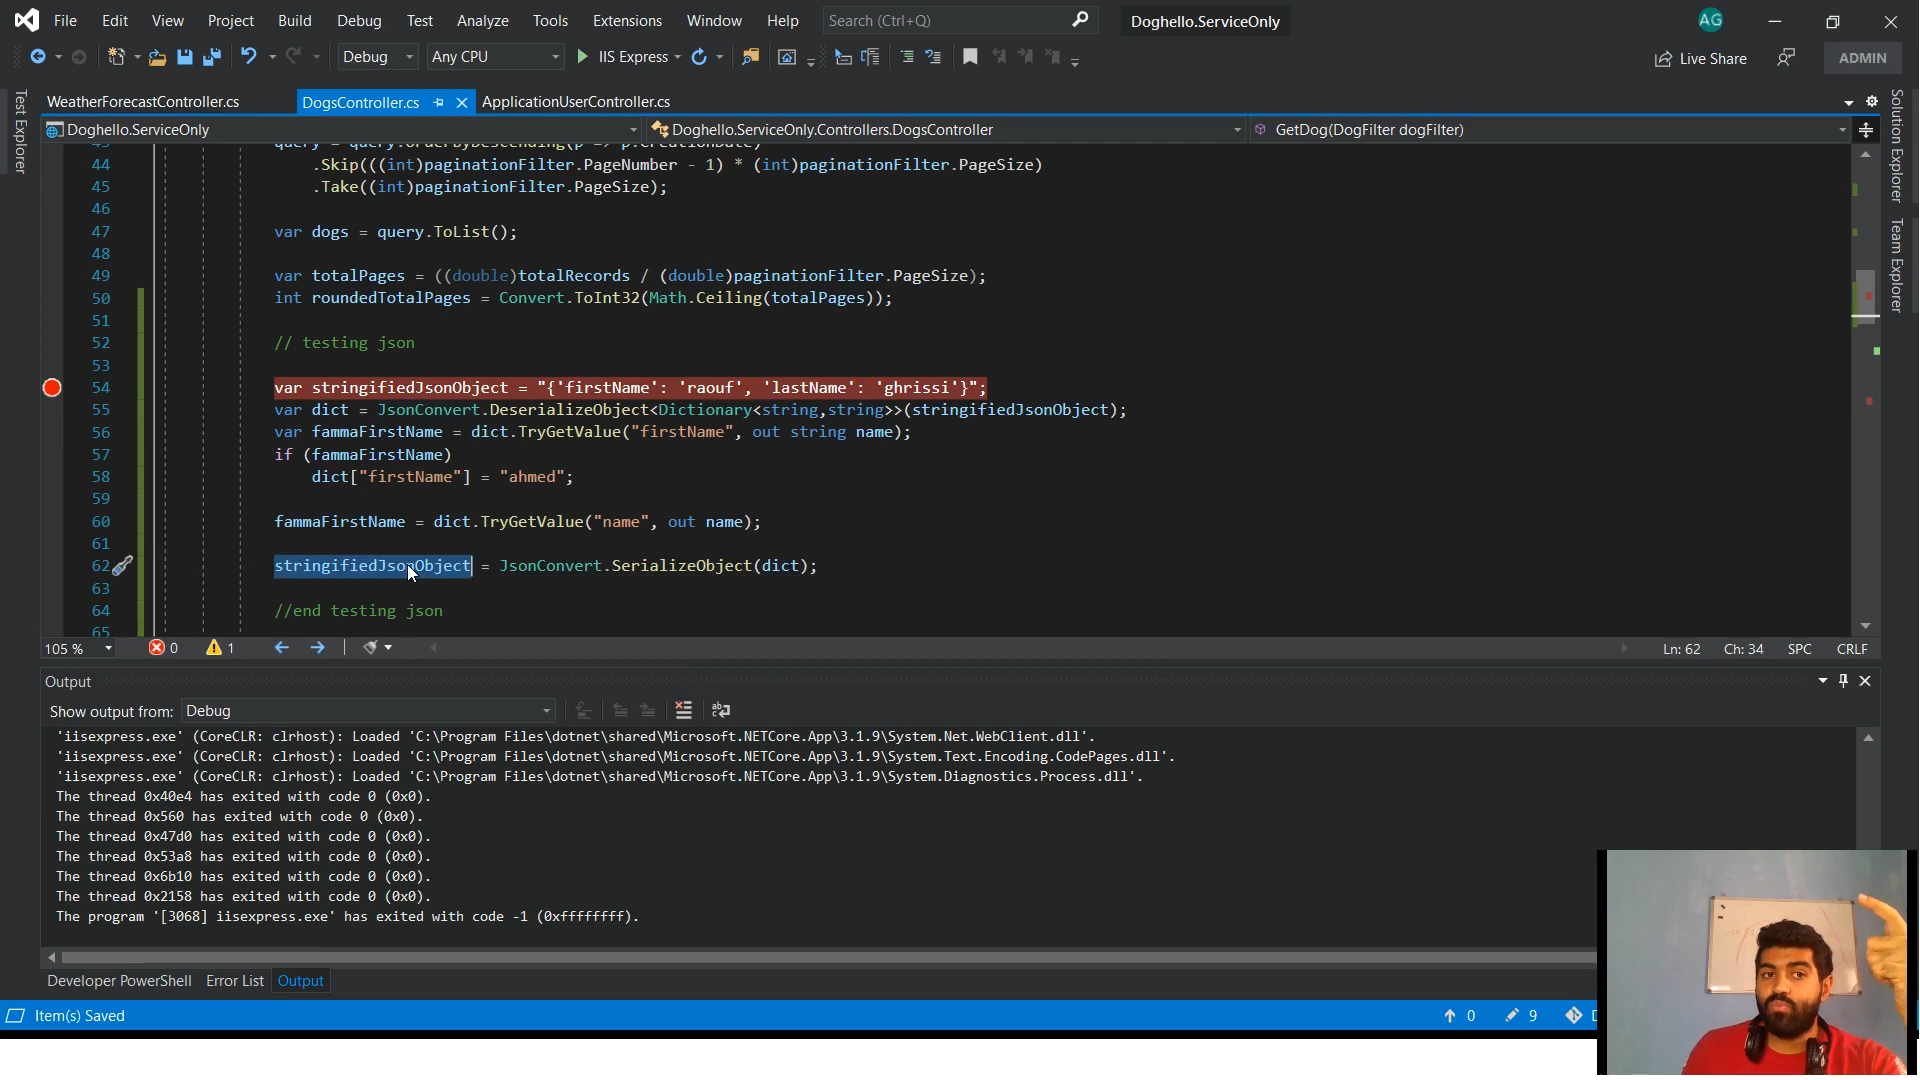 File Edit View Project Build Debug Test Analyze Tools Extensions Window Help Search (Ctrl+Q) Doghello.ServiceOnly AG
Debug Any CPU IIS Express Live Share ADMIN
WeatherForecastController.cs DogsController.cs ApplicationUserController.cs
Doghello.ServiceOnly Doghello.ServiceOnly.Controllers.DogsController GetDog(DogFilter dogFilter)
Test Explorer
Solution Explorer
Team Explorer
43 query = query.OrderByDescending(p => p.CreationDate)
44 .Skip(((int)paginationFilter.PageNumber - 1) * (int)paginationFilter.PageSize)
45 .Take((int)paginationFilter.PageSize);
46
47 var dogs = query.ToList();
48
49 var totalPages = ((double)totalRecords / (double)paginationFilter.PageSize);
50 int roundedTotalPages = Convert.ToInt32(Math.Ceiling(totalPages));
51
52 // testing json
53
54 var stringifiedJsonObject = "{'firstName': 'raouf', 'lastName': 'ghrissi'}";
55 var dict = JsonConvert.DeserializeObject<Dictionary<string,string>>(stringifiedJsonObject);
56 var fammaFirstName = dict.TryGetValue("firstName", out string name);
57 if (fammaFirstName)
58 dict["firstName"] = "ahmed";
59
60 fammaFirstName = dict.TryGetValue("name", out name);
61
62 stringifiedJsonObject = JsonConvert.SerializeObject(dict);
63
64 //end testing json
65
105 % 0 1 Ln: 62 Ch: 34 SPC CRLF
Output
Show output from: Debug
'iisexpress.exe' (CoreCLR: clrhost): Loaded 'C:\Program Files\dotnet\shared\Microsoft.NETCore.App\3.1.9\System.Net.WebClient.dll'.
'iisexpress.exe' (CoreCLR: clrhost): Loaded 'C:\Program Files\dotnet\shared\Microsoft.NETCore.App\3.1.9\System.Text.Encoding.CodePages.dll'.
'iisexpress.exe' (CoreCLR: clrhost): Loaded 'C:\Program Files\dotnet\shared\Microsoft.NETCore.App\3.1.9\System.Diagnostics.Process.dll'.
The thread 0x40e4 has exited with code 0 (0x0).
The thread 0x560 has exited with code 0 (0x0).
The thread 0x47d0 has exited with code 0 (0x0).
The thread 0x53a8 has exited with code 0 (0x0).
The thread 0x6b10 has exited with code 0 (0x0).
The thread 0x2158 has exited with code 0 (0x0).
The program '[3068] iisexpress.exe' has exited with code -1 (0xffffffff).
Developer PowerShell Error List Output
Item(s) Saved 0 9